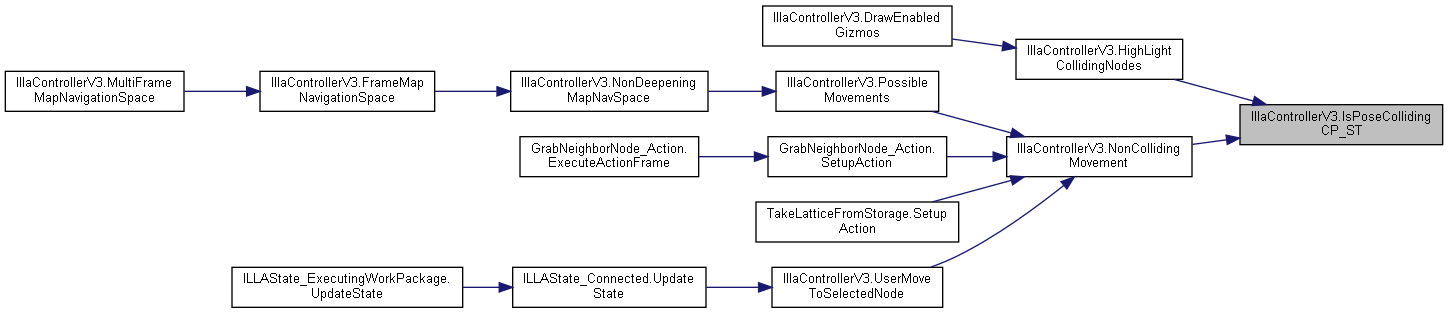 IllaControllerV3.DrawEnabled
Gizmos
IllaControllerV3.HighLight
CollidingNodes
IllaControllerV3.MultiFrame
MapNavigationSpace
IllaControllerV3.FrameMap
NavigationSpace
IllaControllerV3.NonDeepening
MapNavSpace
IllaControllerV3.Possible
Movements
IllaControllerV3.IsPoseColliding
CP_ST
GrabNeighborNode_Action.
ExecuteActionFrame
GrabNeighborNode_Action.
SetupAction
IllaControllerV3.NonColliding
Movement
TakeLatticeFromStorage.Setup
Action
ILLAState_ExecutingWorkPackage.
UpdateState
ILLAState_Connected.Update
State
IllaControllerV3.UserMove
ToSelectedNode